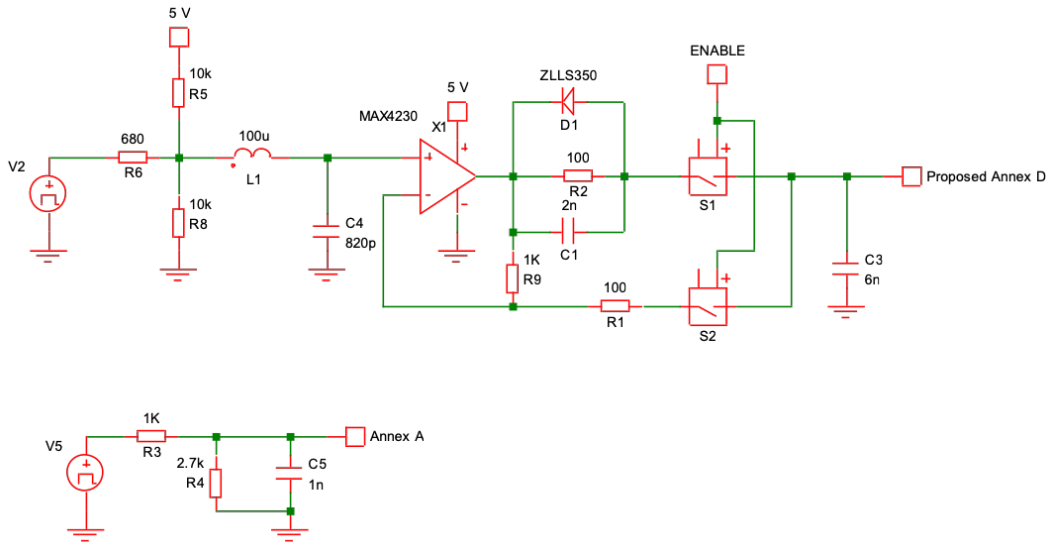 5 V
10k
R5
680
R6
V2
100u
L1
10k
R8
C4
820p
MAX4230
X1
5 V
ZLLS350
D1
100
R2
2n
C1
1K
R9
100
R1
ENABLE
S1
S2
Proposed Annex D
C3
6n
V5
1K
R3
2.7k
R4
C5
1n
Annex A